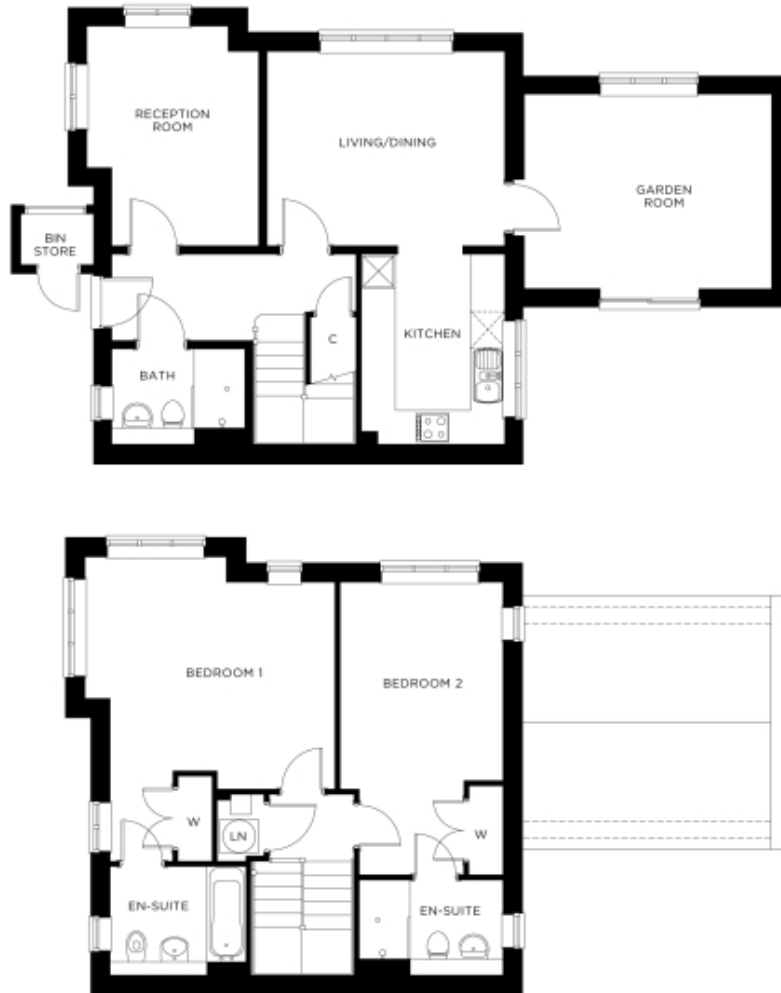 RECEPTION
ROOM
LIVING/DINING
GARDEN
ROOM
BIN
STORE
KITCHEN
C
BATH
BEDROOM 1
BEDROOM 2
W
LN
W
EN-SUITE
EN-SUITE